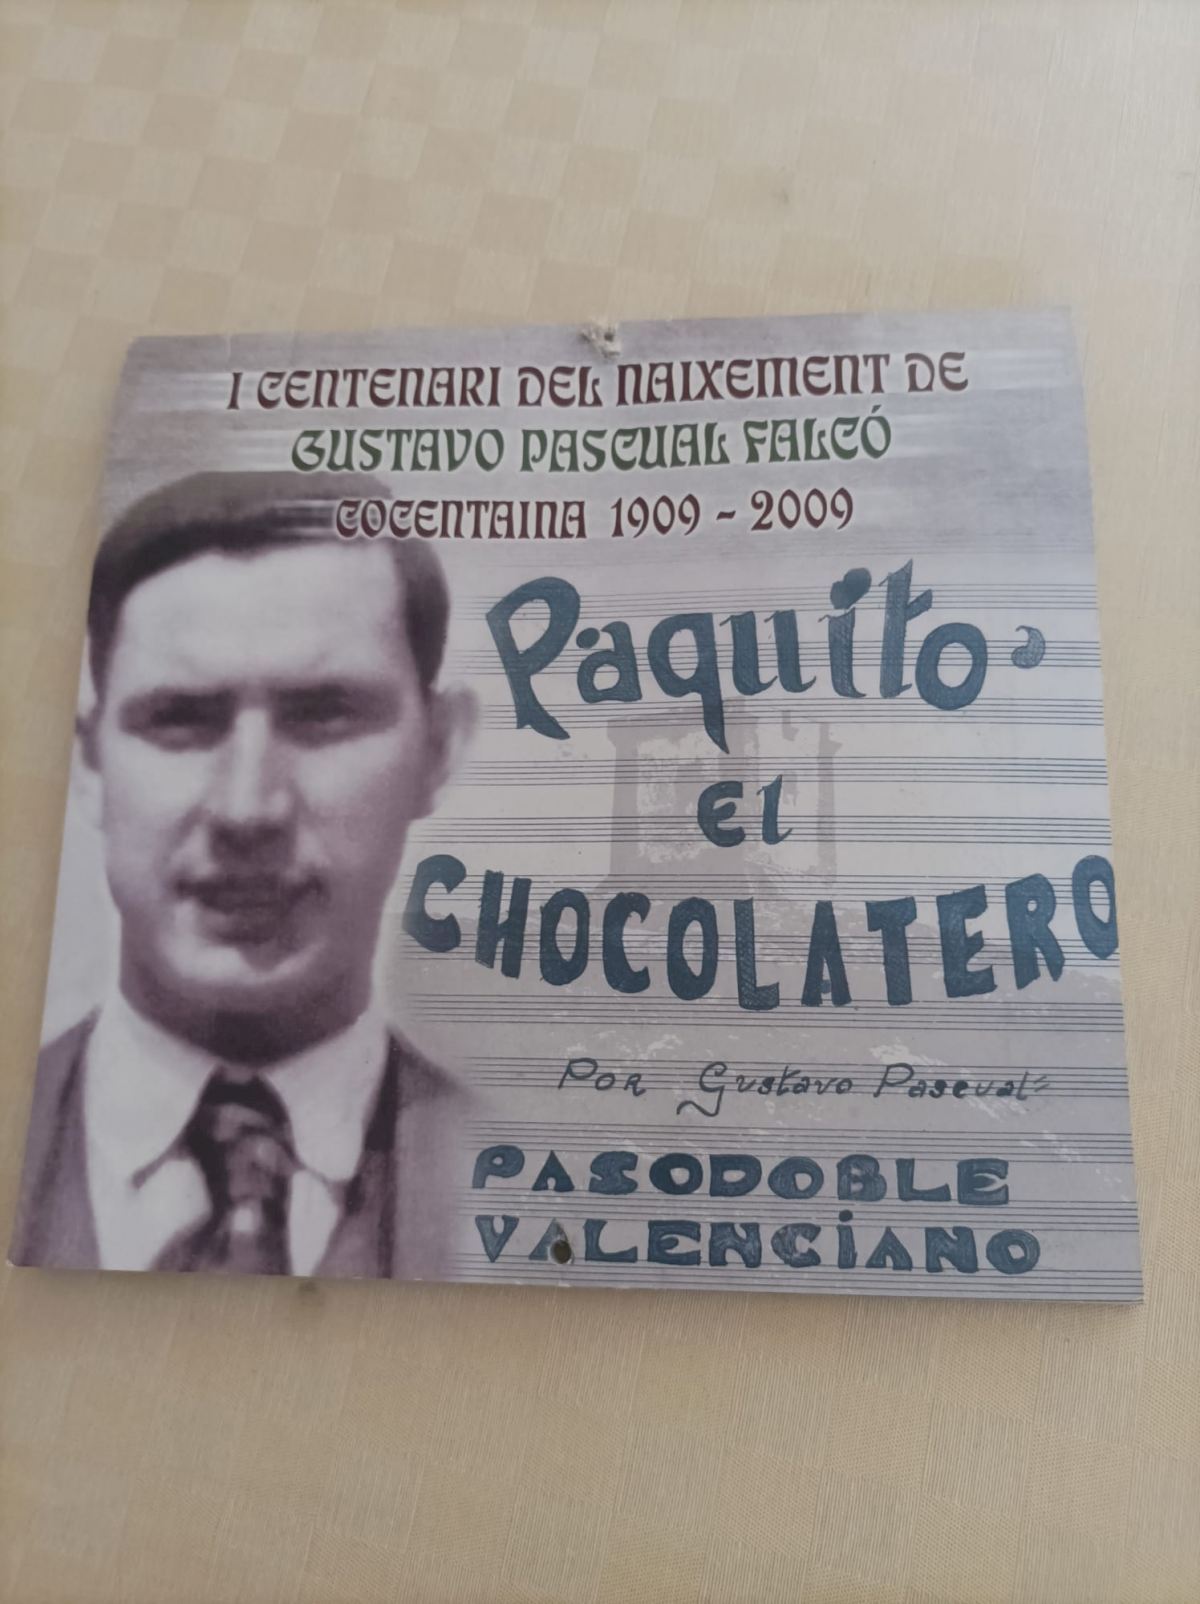 I CENTENARI DEL NAIXEMENT DE
GUSTAVO PASCUAL FALCÓ
COCENTAINA 1909 - 2009
Paquito
El
CHOCOLATERO
POR Gustavo Pascual
PASODOBLE
VALENCiANO